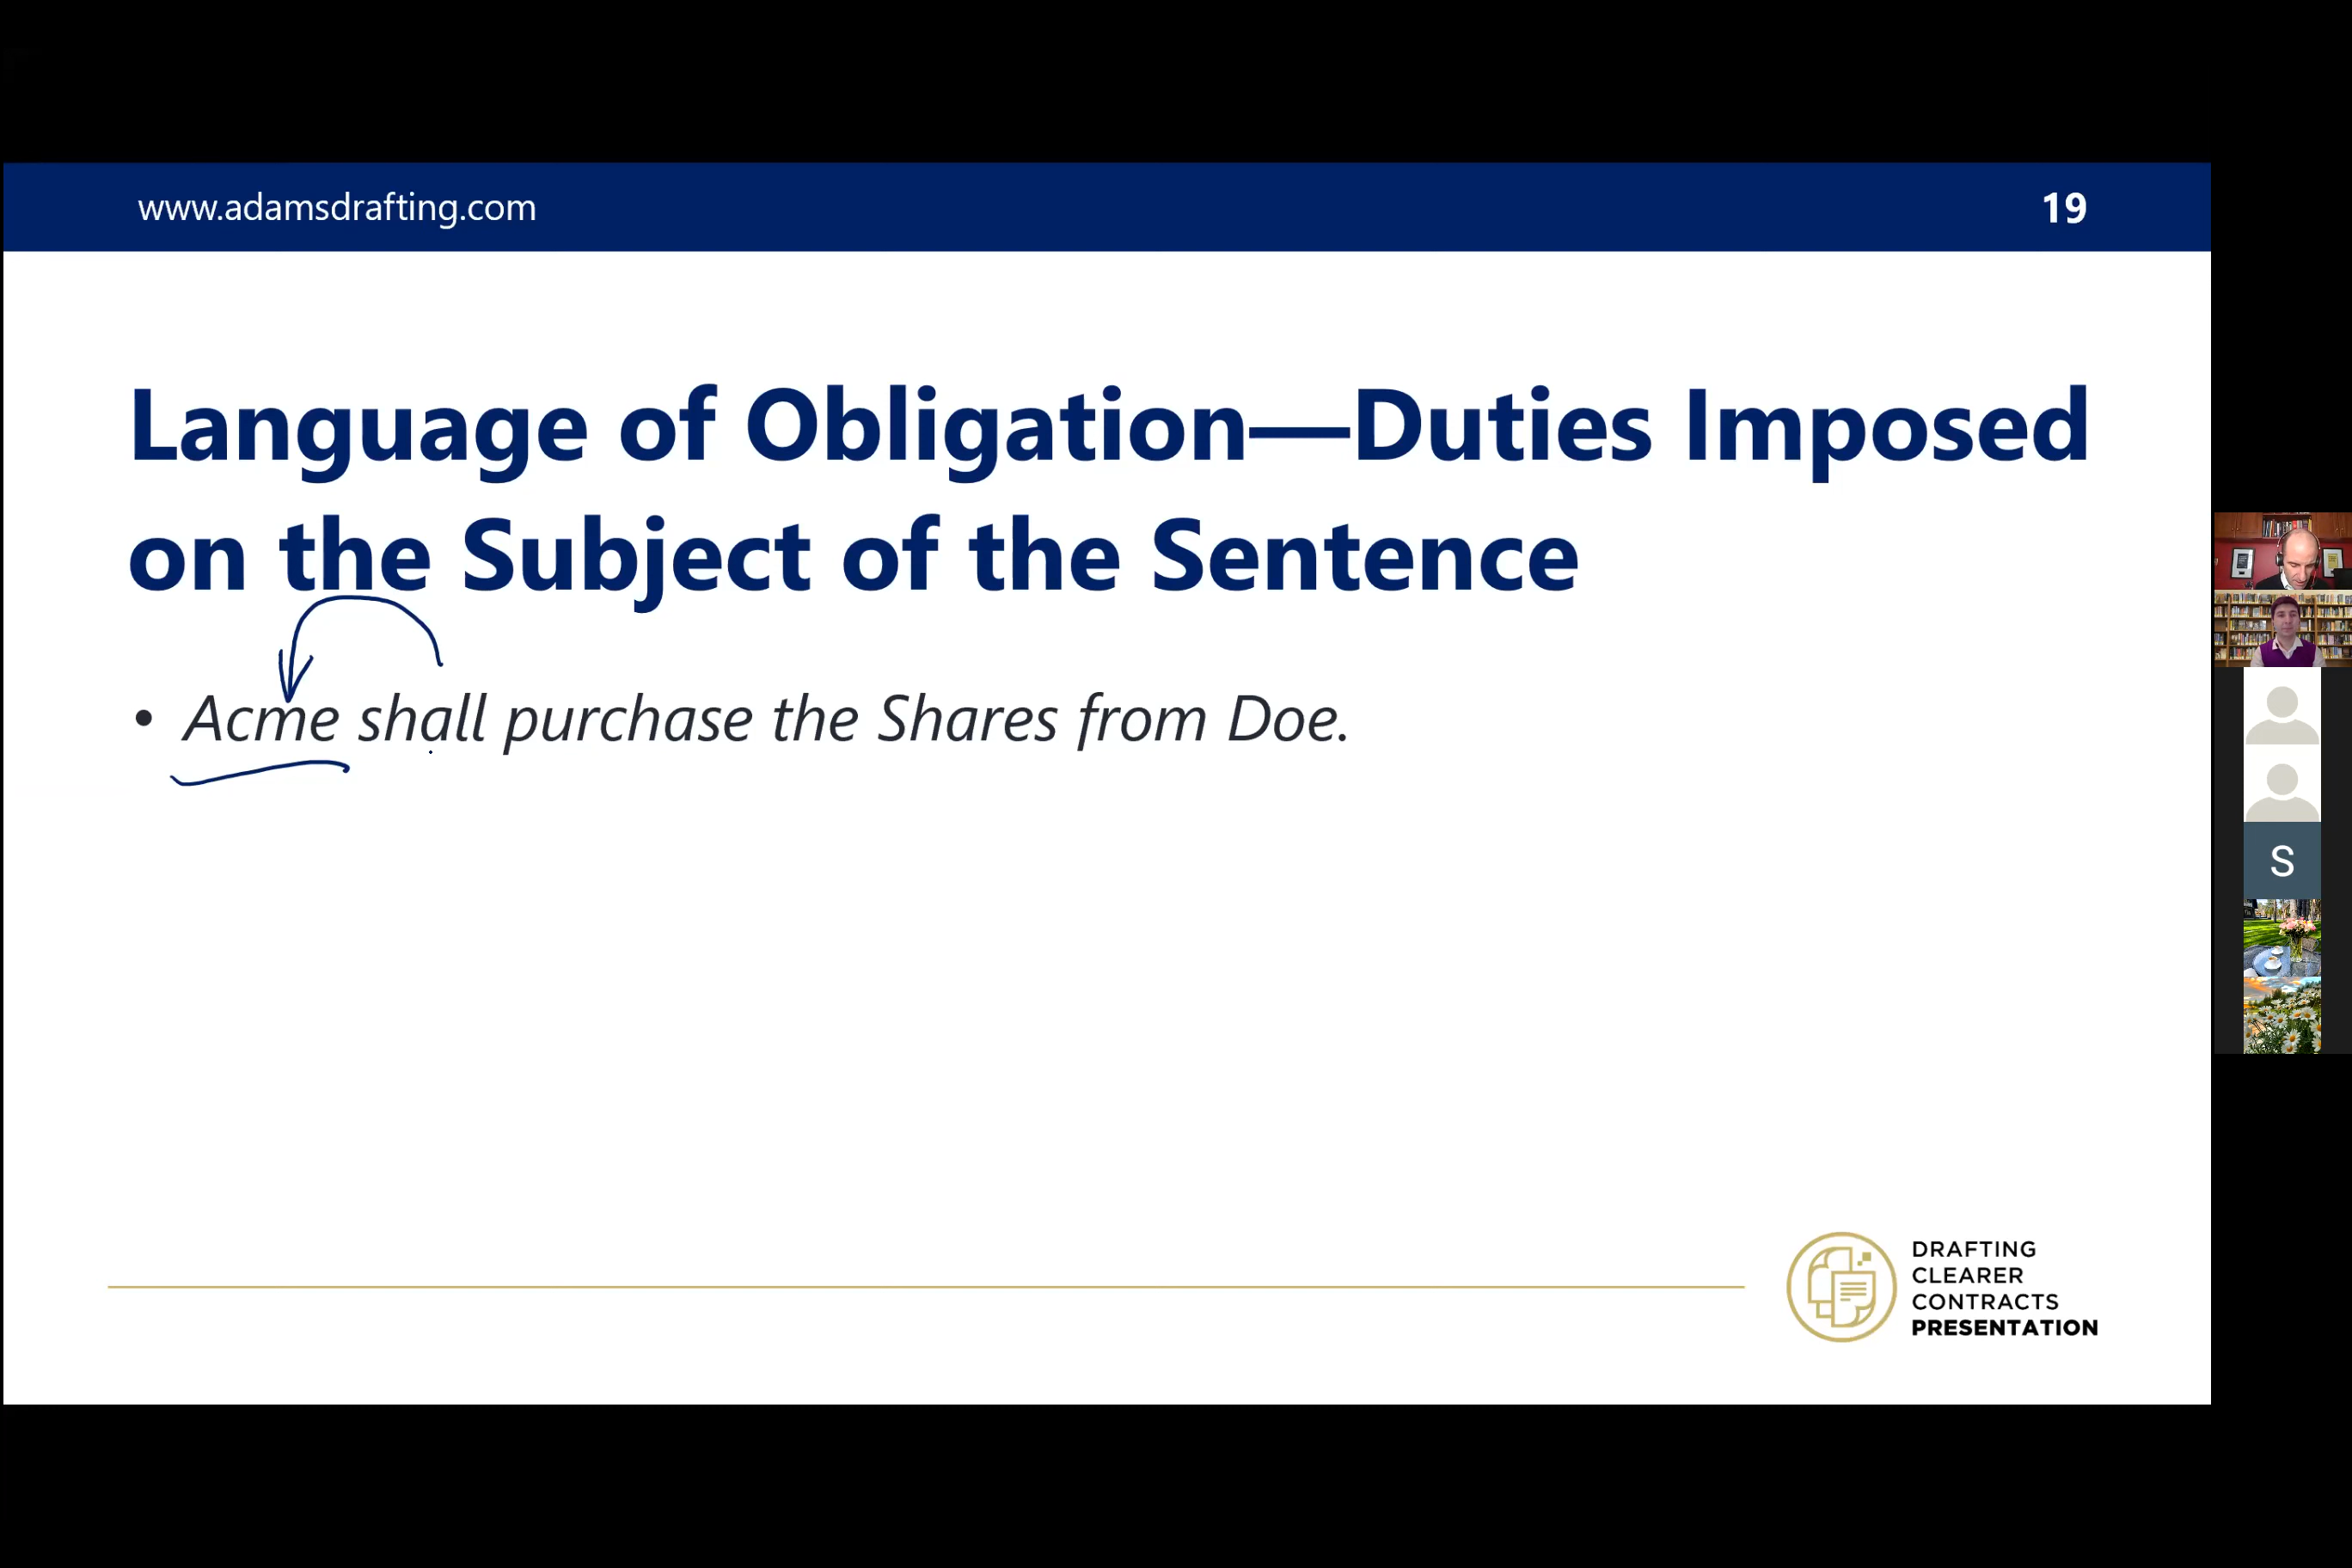 www.adamsdrafting.com
19
Language of Obligation—Duties Imposed
on the Subject of the Sentence
• Acme shall purchase the Shares from Doe.
S
DRAFTING
CLEARER
CONTRACTS
PRESENTATION